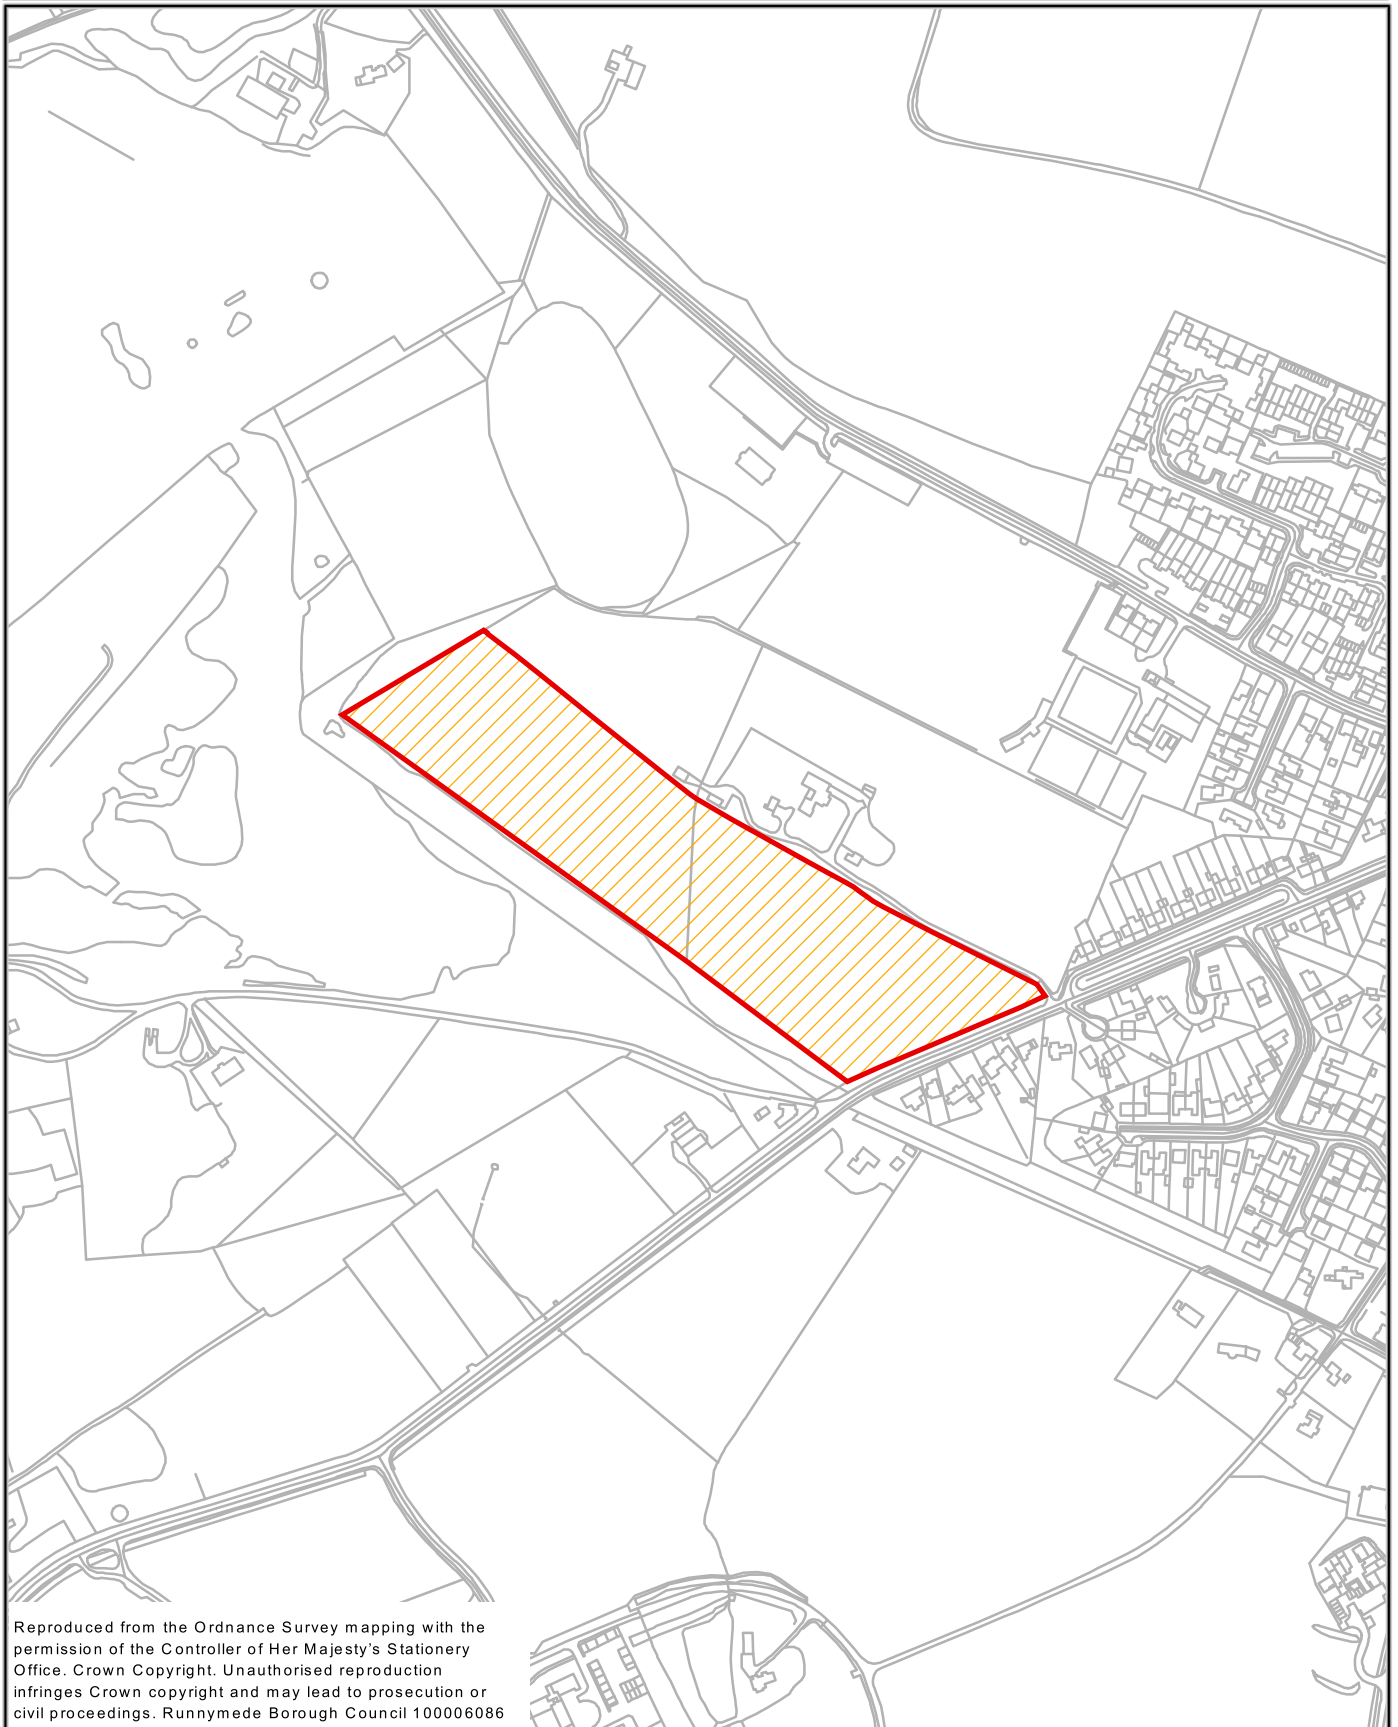 Reproduced from the Ordnance Survey mapping with the
permission of the Controller of Her Majesty’s Stationery
Office. Crown Copyright. Unauthorised reproduction
infringes Crown copyright and may lead to prosecution or
civil proceedings. Runnymede Borough Council 100006086